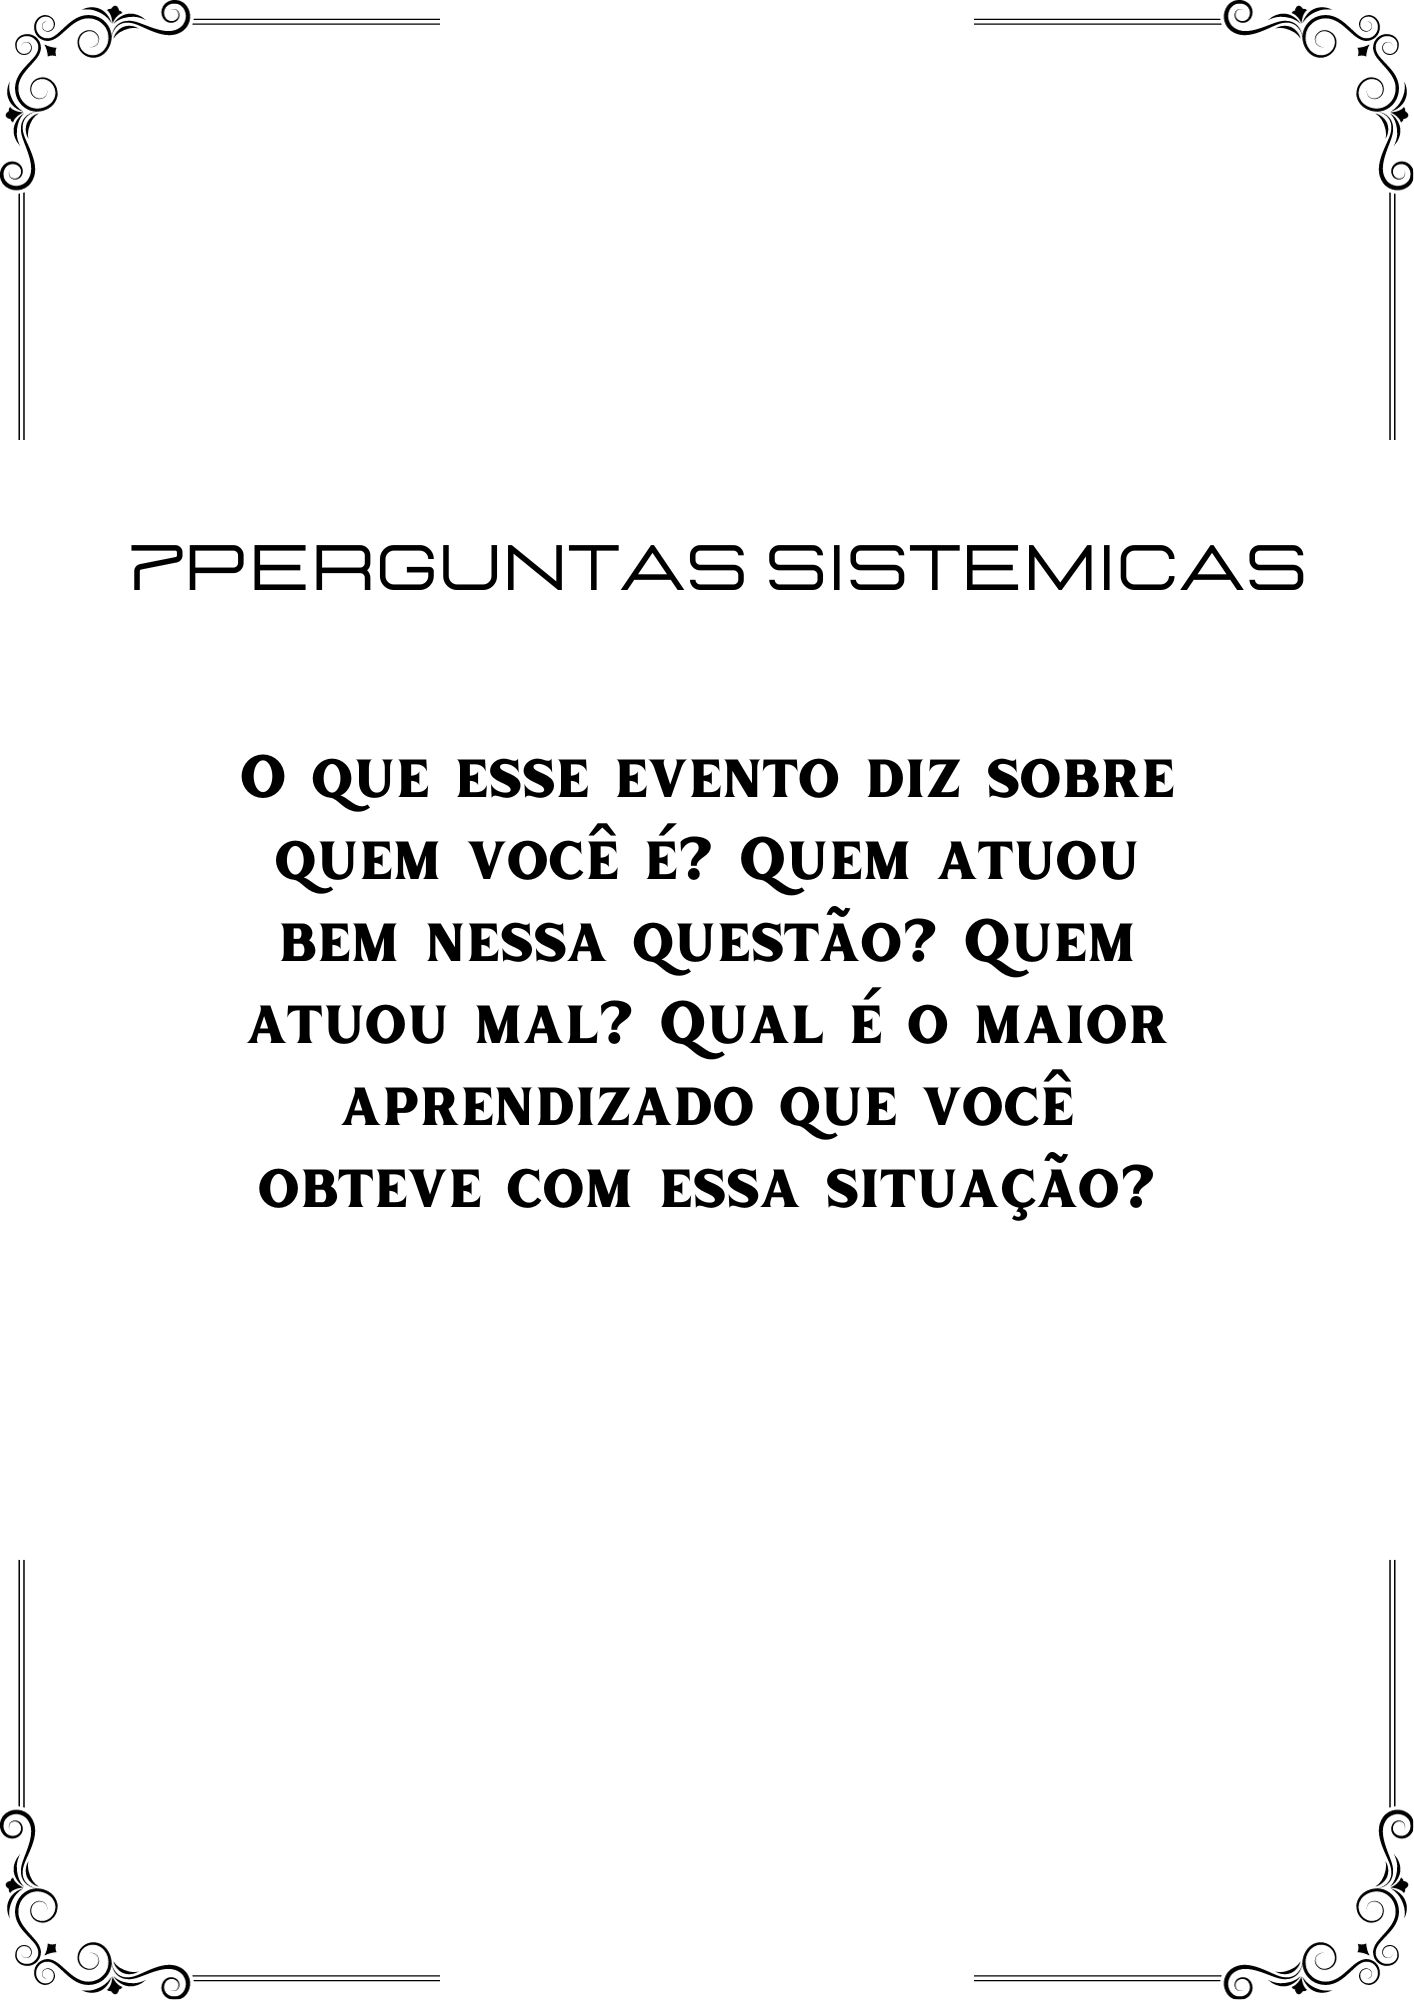 7PERGUNTAS SISTEMICAS
O que esse evento diz sobre
quem você é? Quem atuou
bem nessa questão? Quem
atuou mal? Qual é o maior
aprendizado que você
obteve com essa situação?